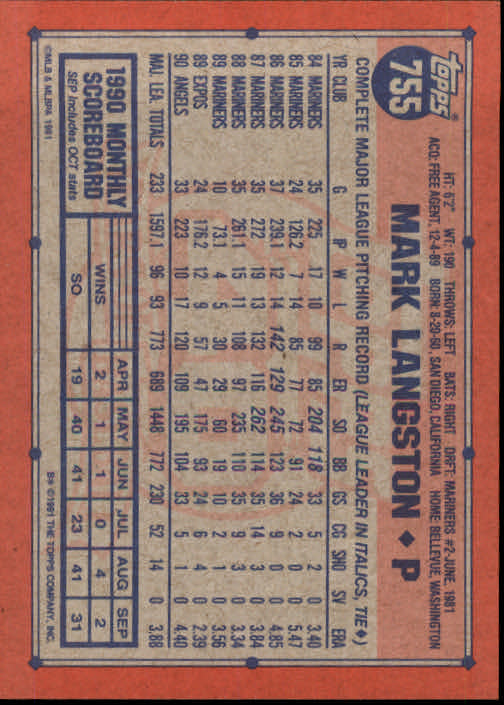 topps®
755
MARK LANGSTON ♦ P
HT: 6'2" WT: 190 THROWS: LEFT BATS: RIGHT DRFT: MARINERS #2-JUNE, 1981
ACQ: FREE AGENT, 12-4-89 BORN: 8-20-60, SAN DIEGO, CALIFORNIA HOME: BELLEVUE, WASHINGTON
COMPLETE MAJOR LEAGUE PITCHING RECORD (LEAGUE LEADER IN ITALICS, TIE♦)
YR CLUB G IP W L R ER SO BB GS CG SHO SV ERA
84 MARINERS 35 225 17 10 99 85 204 118 33 5 2 0 3.40
85 MARINERS 24 126.2 7 14 85 77 72 91 24 2 0 0 5.47
86 MARINERS 37 239.1 12 14 142 129 245 123 36 9 0 0 4.85
87 MARINERS 35 272 19 13 132 116 262 114 35 14 3 0 3.84
88 MARINERS 35 261.1 15 11 108 97 235 110 35 9 3 0 3.34
89 MARINERS 10 73.1 4 5 30 29 60 19 10 2 1 0 3.56
89 EXPOS 24 176.2 12 9 57 47 175 93 24 6 4 0 2.39
90 ANGELS 33 223 10 17 120 109 195 104 33 5 1 0 4.40
MAJ. LEA. TOTALS 233 1597.1 96 93 773 689 1448 772 230 52 14 0 3.88
1990 MONTHLY
SCOREBOARD
SEP Includes OCT stats
APR MAY JUN JUL AUG SEP
WINS 2 1 1 0 4 2
SO 19 40 41 23 41 31
©MLB & MLBPA 1991
B* ©1991 THE TOPPS COMPANY, INC.